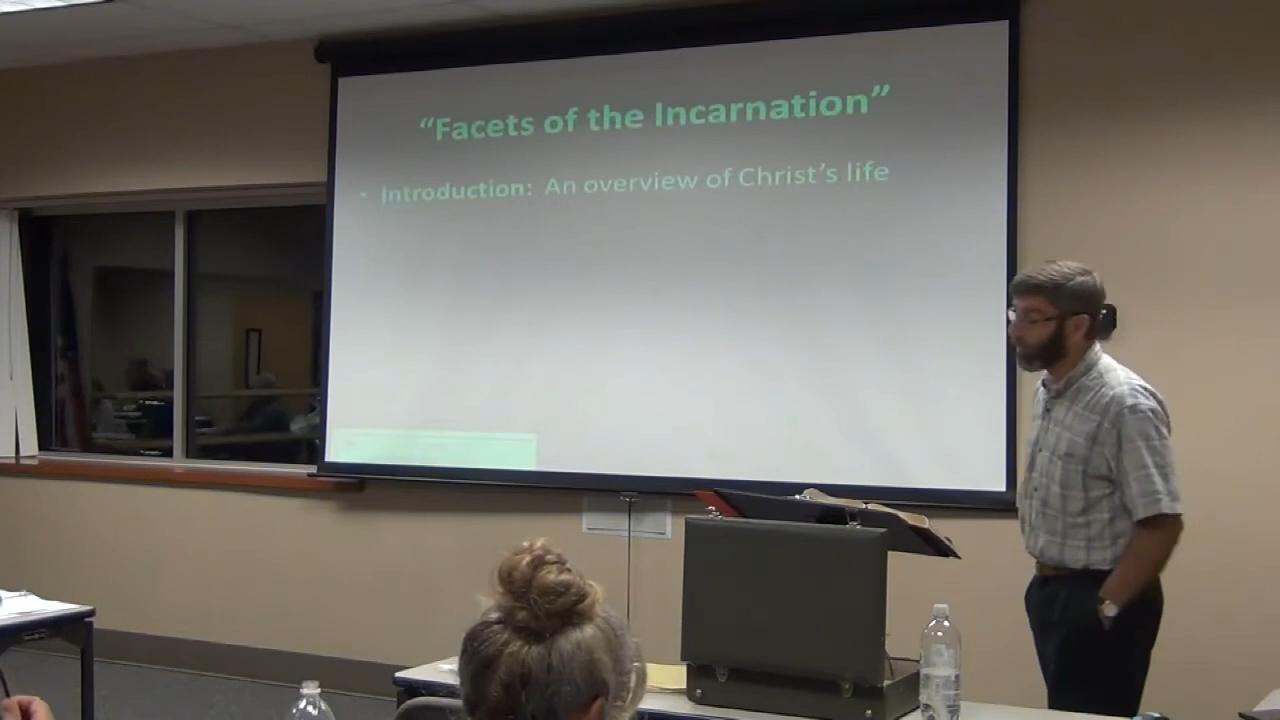 “Facets of the Incarnation”
• Introduction: An overview of Christ’s life